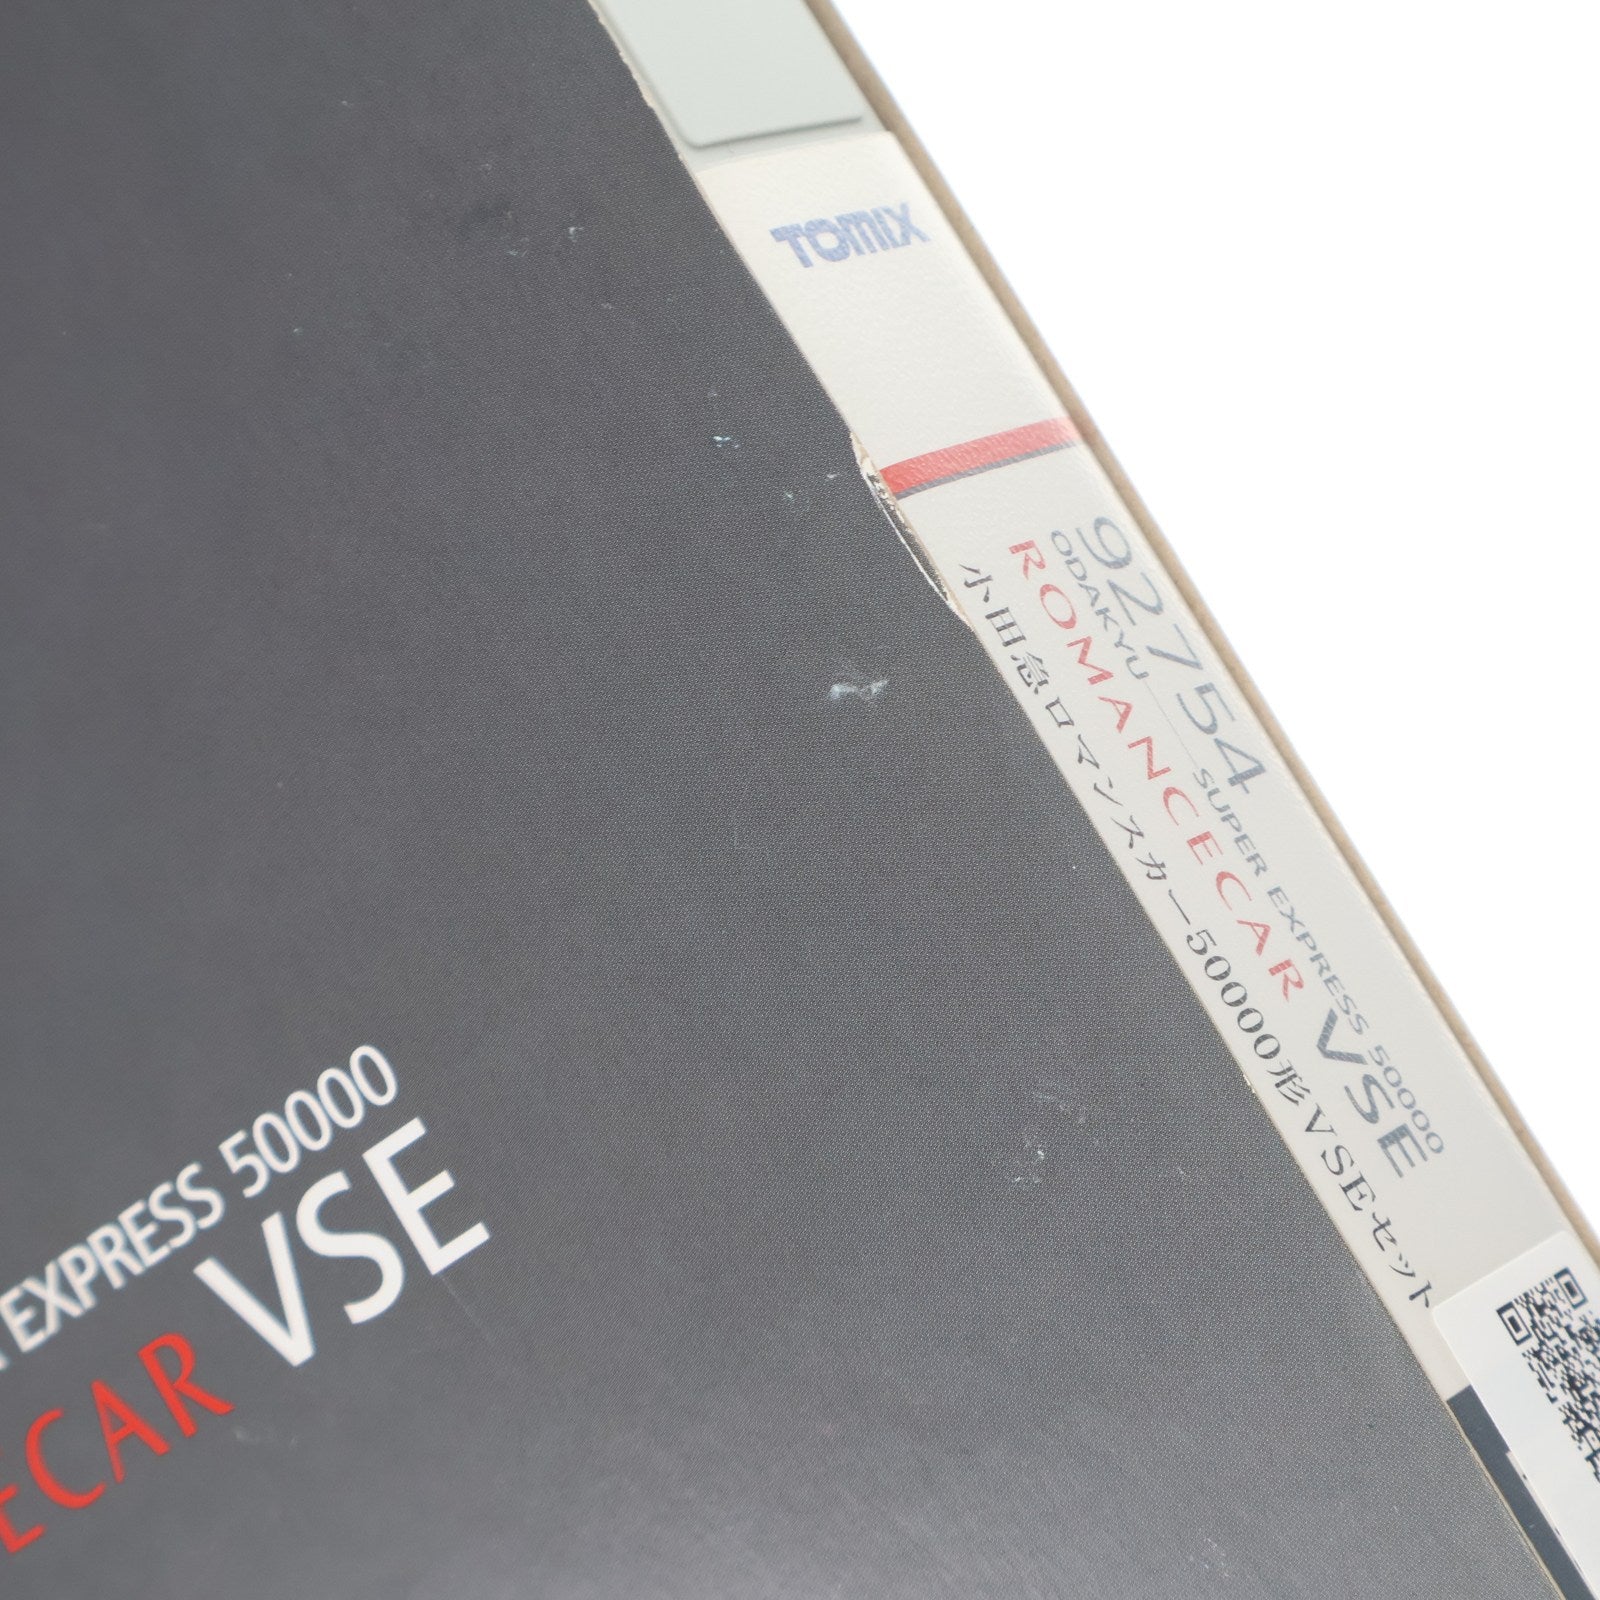 TOMIX
92754
ODAKYU SUPER EXPRESS 50000
ROMANCECAR VSE
小田急ロマンスカー50000形VSEセット
EXPRESS 50000
ECAR VSE